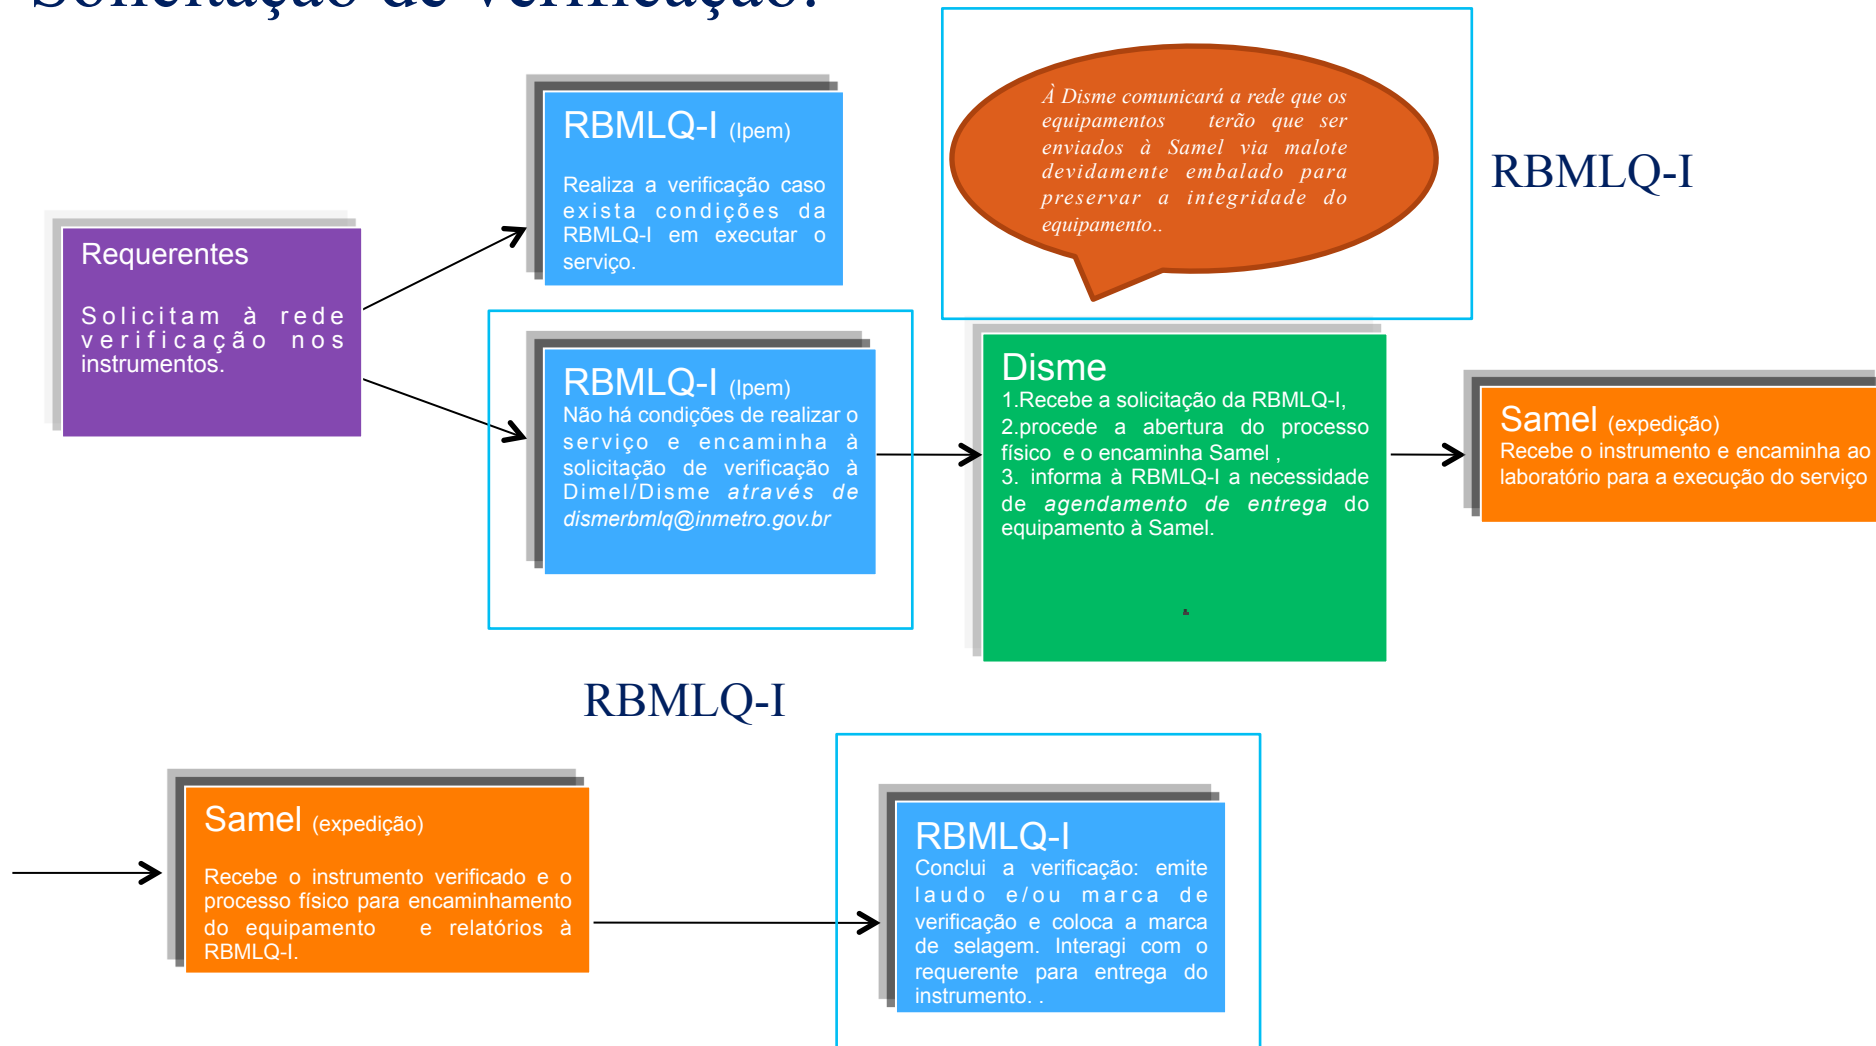 Solicitação de verificação:
RBMLQ-I (Ipem)
Realiza a verificação caso
exista condições da
RBMLQ-I em executar o
serviço.
À Disme comunicará a rede que os
equipamentos terão que ser
enviados à Samel via malote
devidamente embalado para
preservar a integridade do
equipamento..
RBMLQ-I
Requerentes
Solicitam à rede
verificação nos
instrumentos.
RBMLQ-I (Ipem)
Não há condições de realizar o
serviço e encaminha à
solicitação de verificação à
Dimel/Disme através de
dismerbmlq@inmetro.gov.br
Disme
1.Recebe a solicitação da RBMLQ-I,
2.procede a abertura do processo
físico e o encaminha Samel ,
3. informa à RBMLQ-I a necessidade
de agendamento de entrega do
equipamento à Samel.
Samel (expedição)
Recebe o instrumento e encaminha ao
laboratório para a execução do serviço
RBMLQ-I
Samel (expedição)
Recebe o instrumento verificado e o
processo físico para encaminhamento
do equipamento e relatórios à
RBMLQ-I.
RBMLQ-I
Conclui a verificação: emite
laudo e/ou marca de
verificação e coloca a marca
de selagem. Interagi com o
requerente para entrega do
instrumento. .